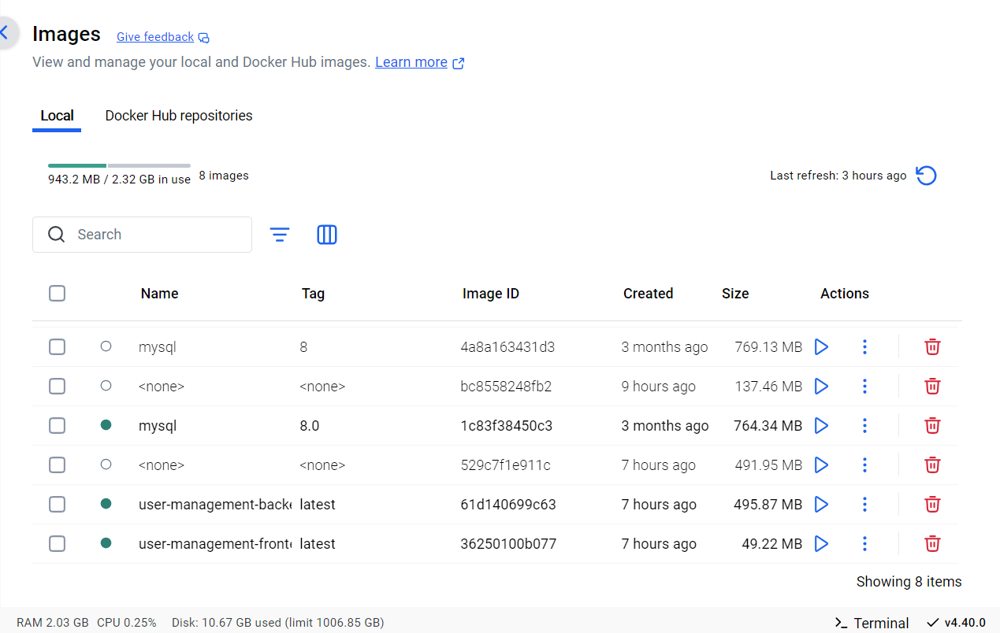 Images Give feedback
View and manage your local and Docker Hub images. Learn more
Local Docker Hub repositories
943.2 MB / 2.32 GB in use 8 images Last refresh: 3 hours ago
Search
Name Tag Image ID Created Size Actions
mysql 8 4a8a163431d3 3 months ago 769.13 MB
<none> <none> bc8558248fb2 9 hours ago 137.46 MB
mysql 8.0 1c83f38450c3 3 months ago 764.34 MB
<none> <none> 529c7f1e911c 7 hours ago 491.95 MB
user-management-backe latest 61d140699c63 7 hours ago 495.87 MB
user-management-fronte latest 36250100b077 7 hours ago 49.22 MB
Showing 8 items
RAM 2.03 GB CPU 0.25% Disk: 10.67 GB used (limit 1006.85 GB) Terminal v4.40.0